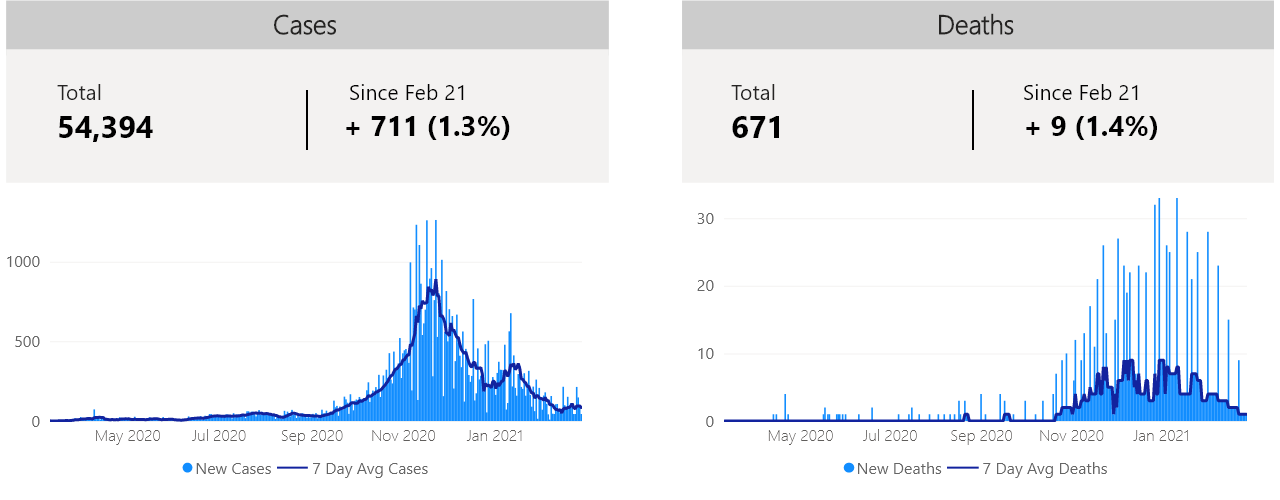 Cases
Total
Since Feb 21
54,394
+ 711 (1.3%)
1000
500
0
May 2020
Jul 2020
Sep 2020
Nov 2020
Jan 2021
New Cases
7 Day Avg Cases
Deaths
Total
Since Feb 21
671
+ 9 (1.4%)
30
20
10
0
May 2020
Jul 2020
Sep 2020
Nov 2020
Jan 2021
New Deaths
7 Day Avg Deaths